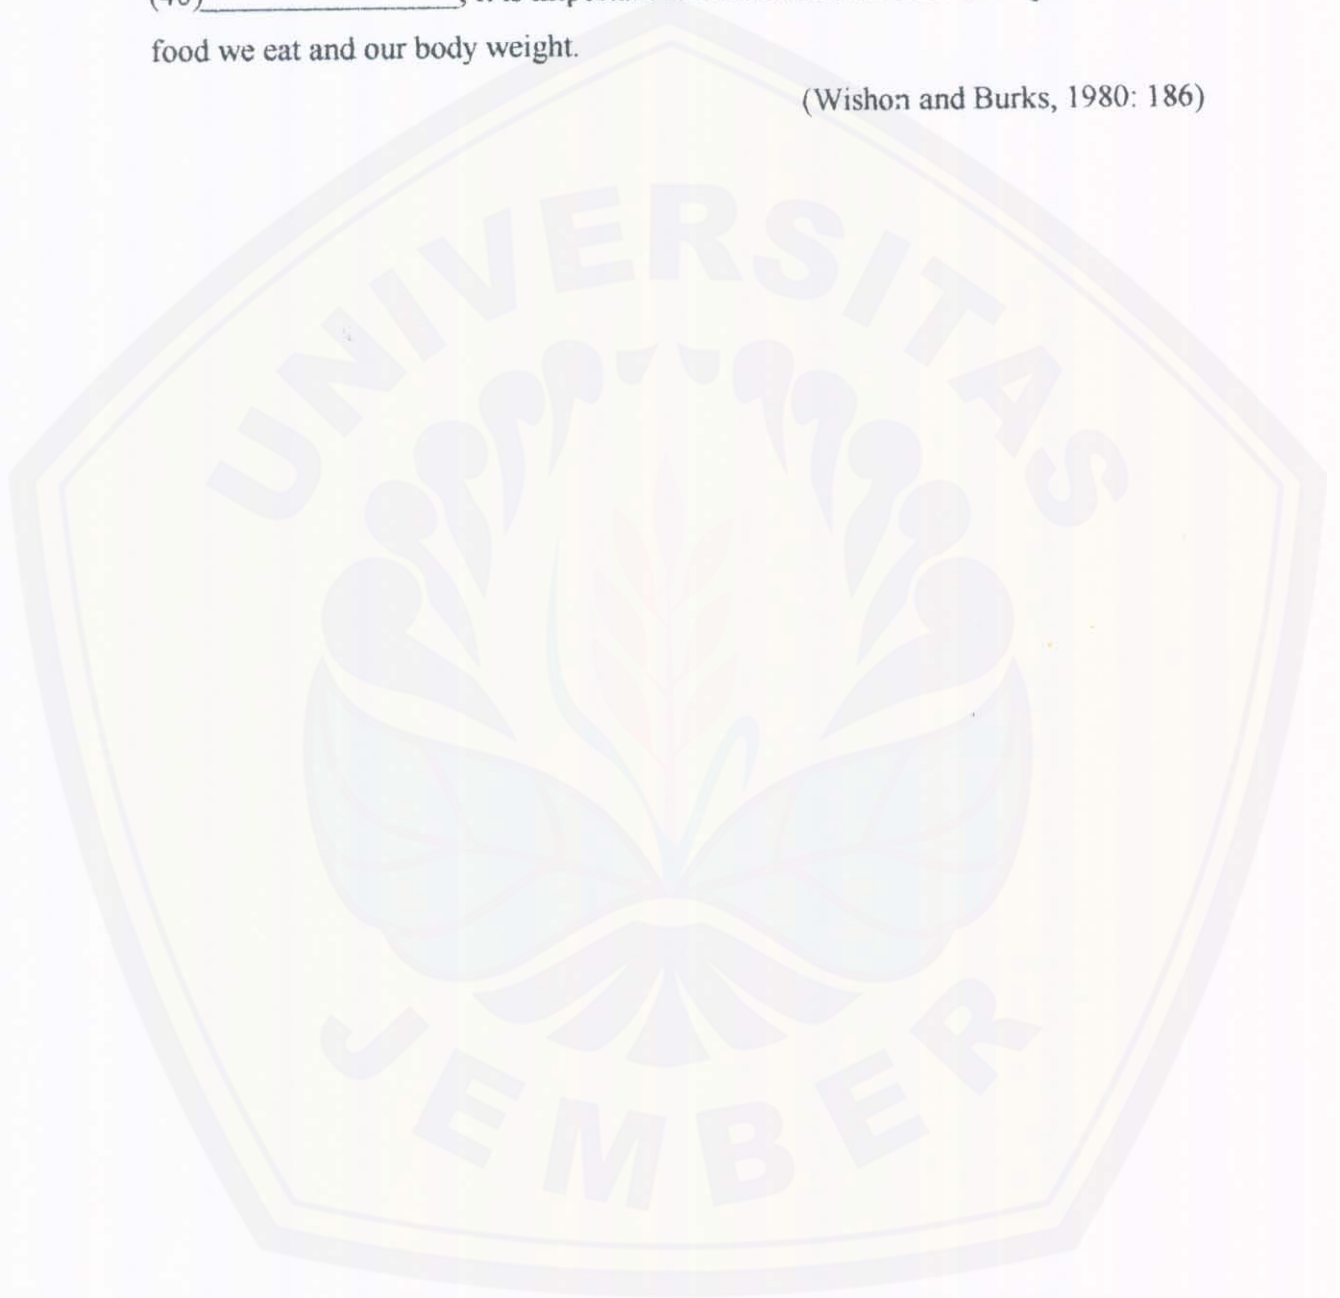 food we eat and our body weight.
(Wishon and Burks, 1980: 186)
UNIVERSITAS
JEMBER